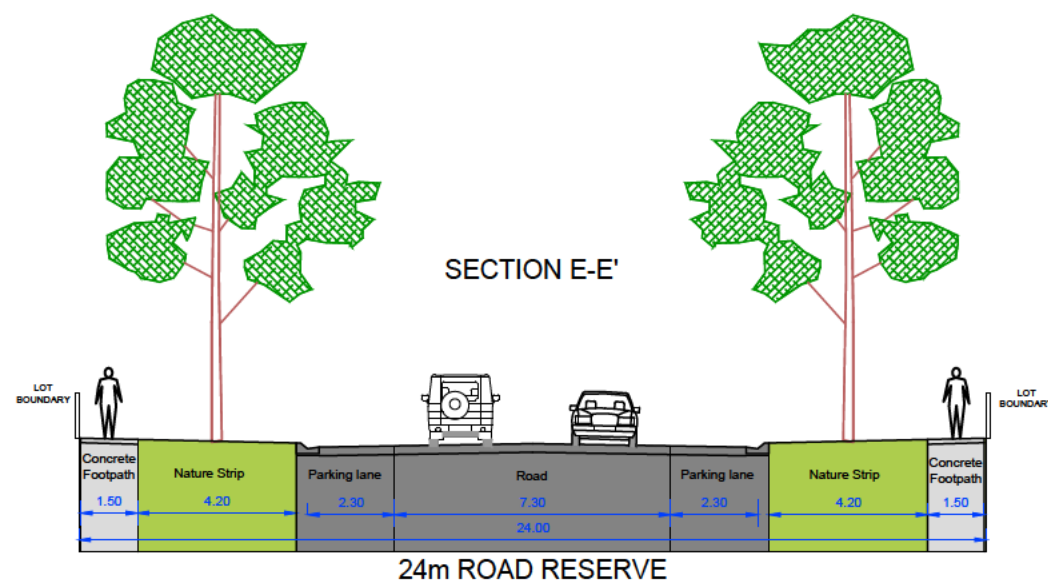 SECTION E-E'
LOT
BOUNDARY
LOT
BOUNDARY
Concrete
Footpath
Nature Strip
Parking lane
Road
Parking lane
Nature Strip
Concrete
Footpath
1.50
4.20
2.30
7.30
2.30
4.20
1.50
24.00
24m ROAD RESERVE